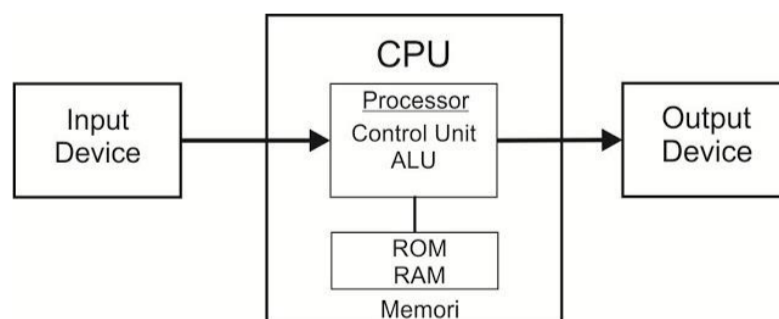 CPU
Input
Device
Processor
Control Unit
ALU
Output
Device
ROM
RAM
Memori